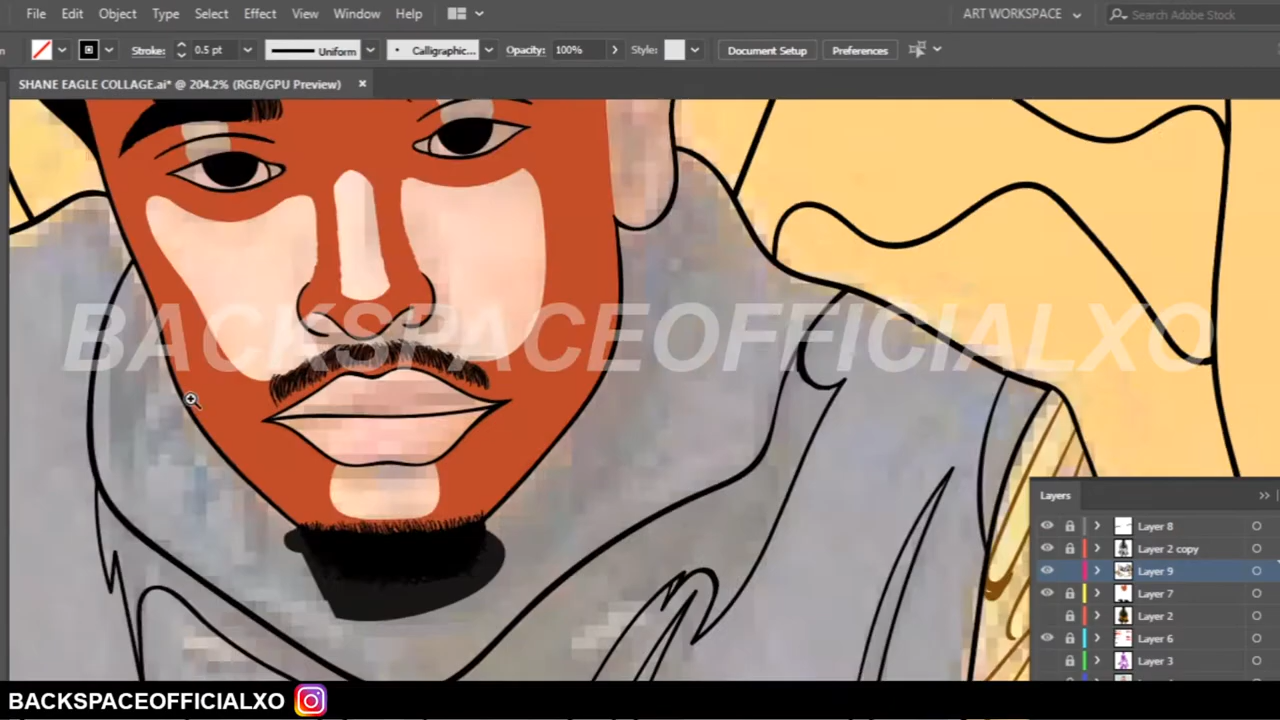 File Edit Object Type Select Effect View Window Help ART WORKSPACE Search Adobe Stock
Stroke: 0.5 pt Uniform Calligraphic... Opacity: 100% Style: Document Setup Preferences
SHANE EAGLE COLLAGE.ai* @ 204.2% (RGB/GPU Preview) ×
BACKSPACEOFFICIALXO
Layers
Layer 8
Layer 2 copy
Layer 9
Layer 7
Layer 2
Layer 6
Layer 3
BACKSPACEOFFICIALXO